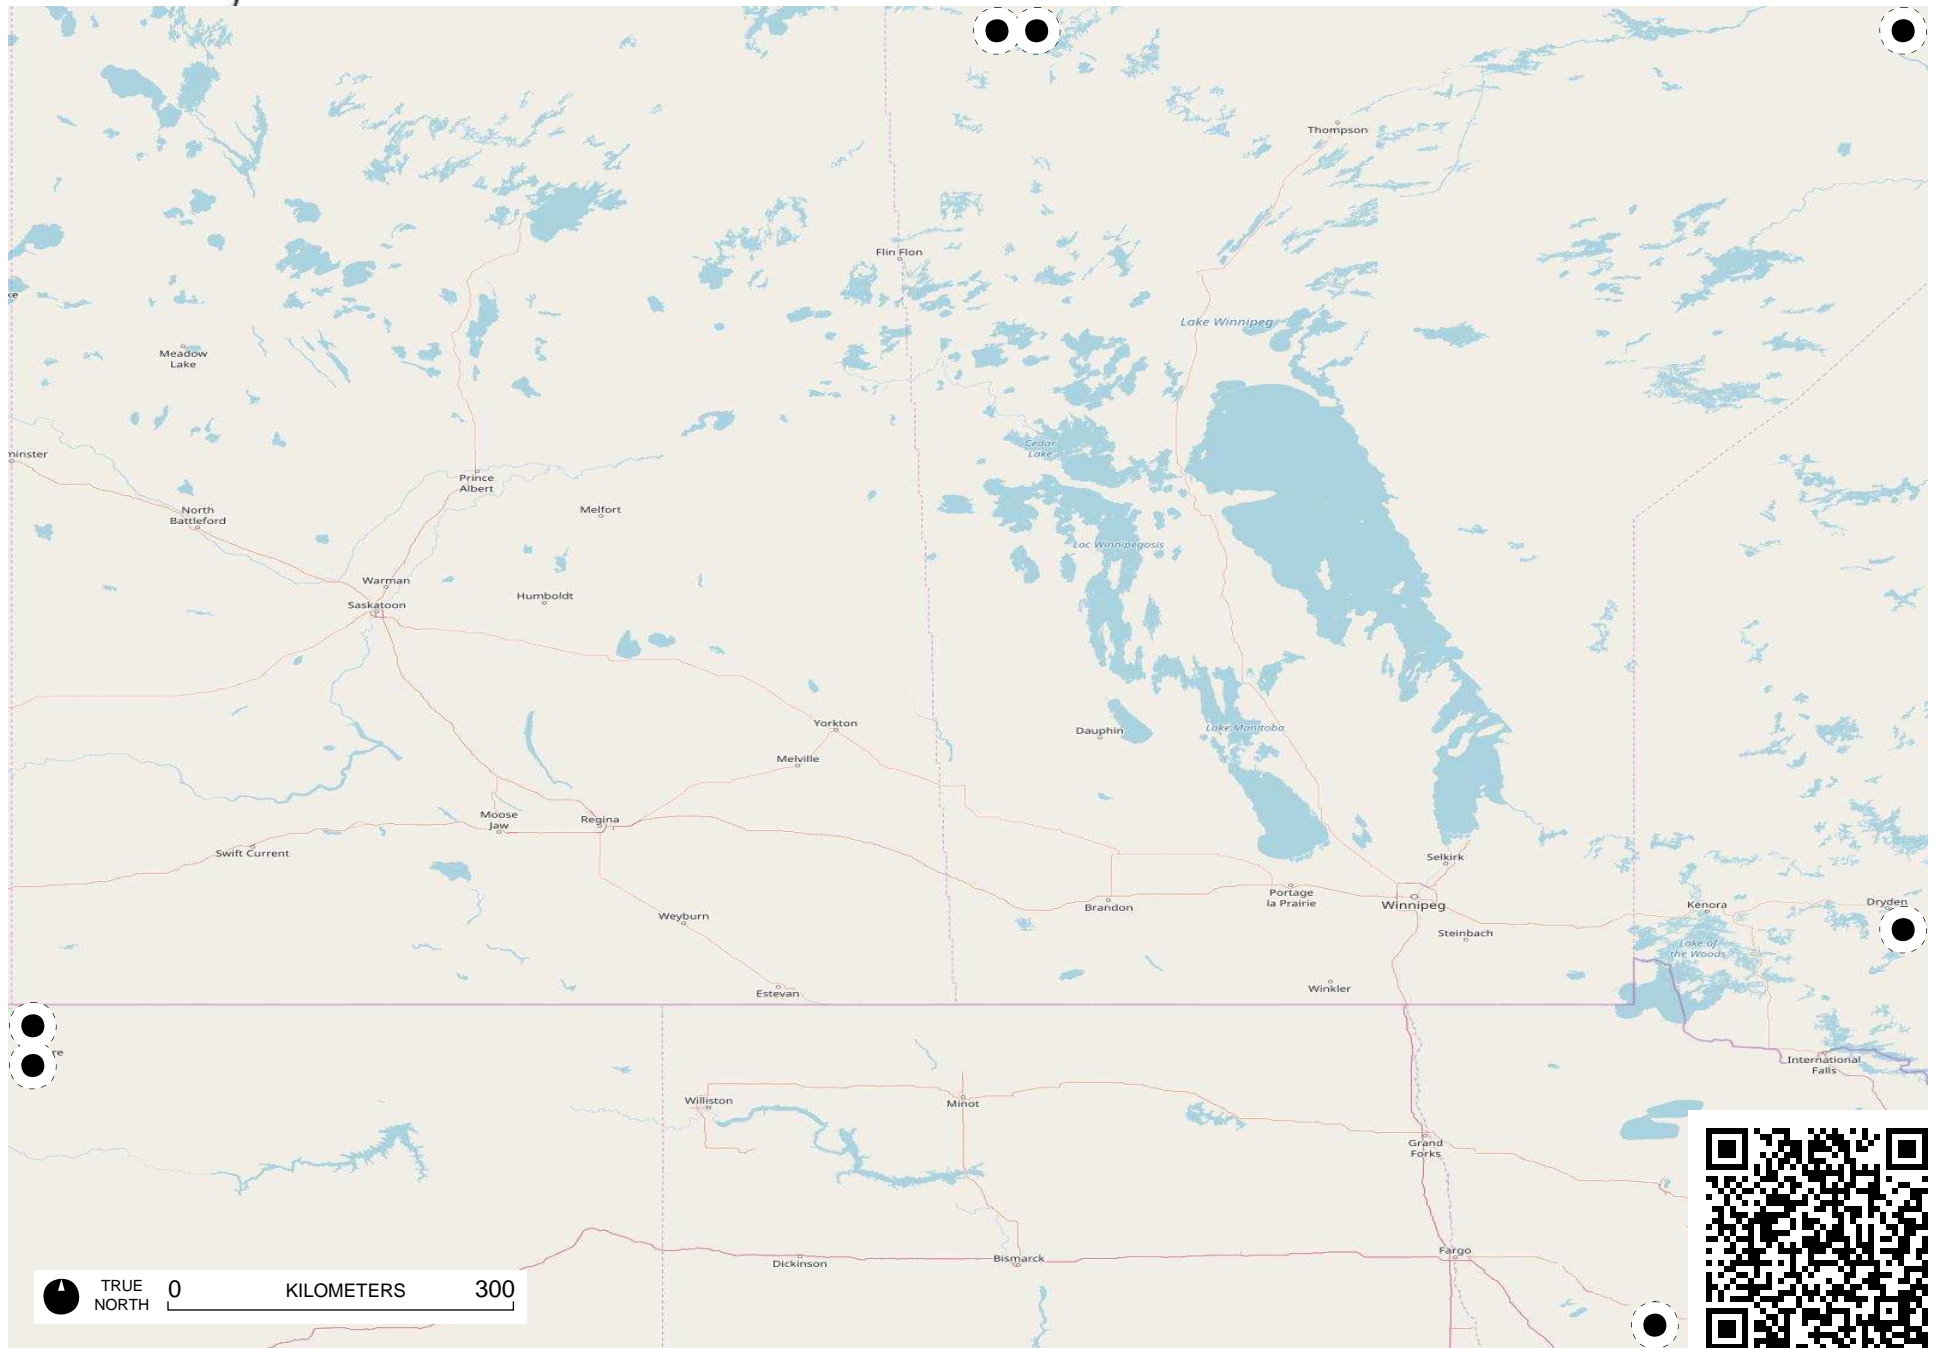 Thompson
Flin Flon
Lake Winnipeg
Meadow
Lake
Cedar
Lake
minster
Prince
Albert
North
Battleford
Melfort
Lac Winnipegosis
Warman
Saskatoon
Humboldt
Yorkton
Dauphin
Lake Manitoba
Melville
Moose
Jaw
Regina
Swift Current
Selkirk
Portage
la Prairie
Winnipeg
Brandon
Kenora
Dryden
Weyburn
Steinbach
Lake of
the Woods
Estevan
Winkler
International
Falls
Williston
Minot
Grand
Forks
Dickinson
Bismarck
Fargo
TRUE
NORTH
0 KILOMETERS 300